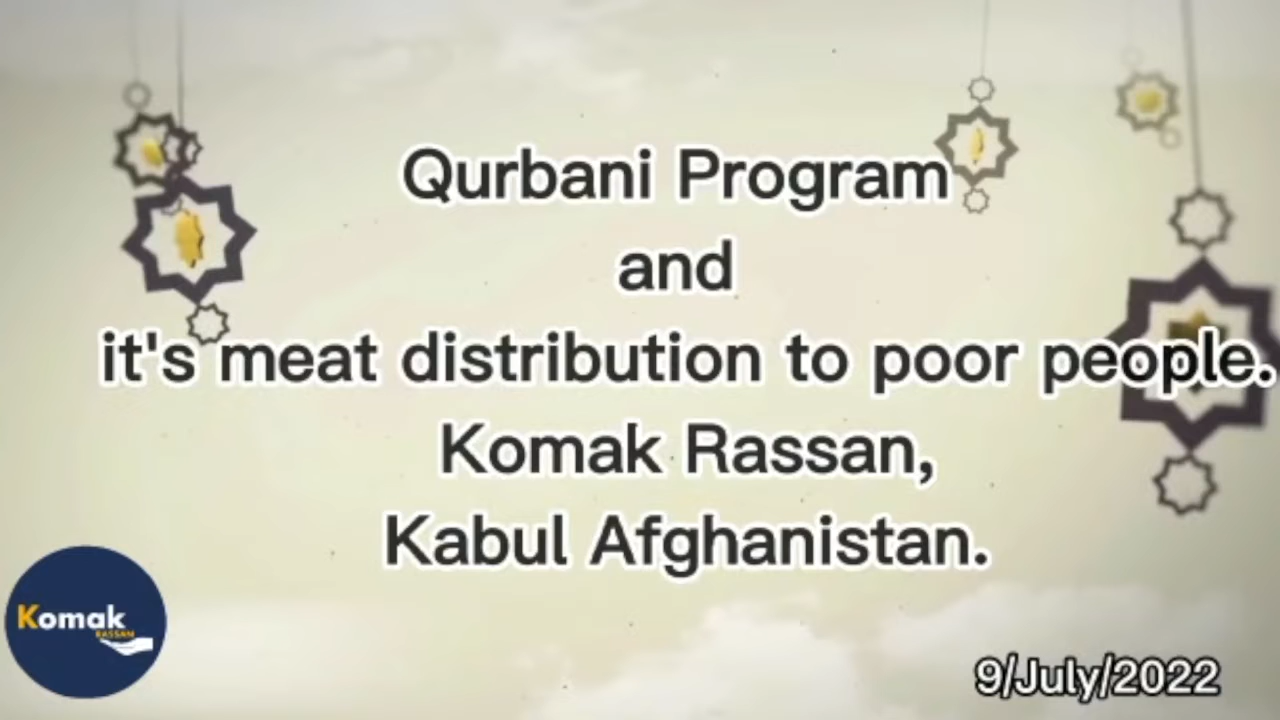 Qurbani Program
and
it's meat distribution to poor people.
Komak Rassan,
Kabul Afghanistan.
Komak
RASSAN
9/July/2022